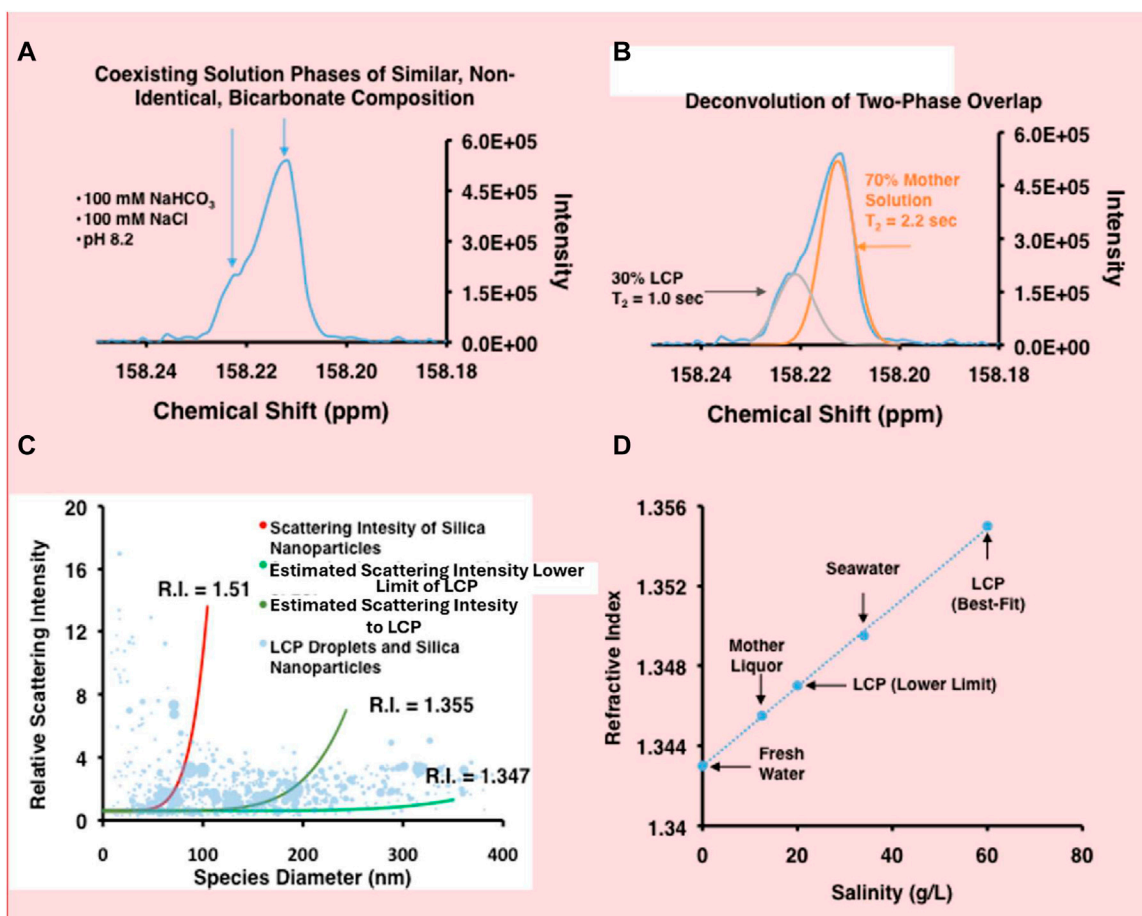 A
Coexisting Solution Phases of Similar, Non-
Identical, Bicarbonate Composition
• 100 mM NaHCO₃
• 100 mM NaCl
• pH 8.2
6.0E+05
4.5E+05
3.0E+05
1.5E+05
0.0E+00
Intensity
158.24 158.22 158.20 158.18
Chemical Shift (ppm)
B
Deconvolution of Two-Phase Overlap
70% Mother
Solution
T₂ = 2.2 sec
30% LCP
T₂ = 1.0 sec
6.0E+05
4.5E+05
3.0E+05
1.5E+05
0.0E+00
Intensity
158.24 158.22 158.20 158.18
Chemical Shift (ppm)
C
Relative Scattering Intensity
20
16
12
8
4
0
Scattering Intesity of Silica
Nanoparticles
Estimated Scattering Intensity Lower
Limit of LCP
Estimated Scattering Intesity
to LCP
LCP Droplets and Silica
Nanoparticles
R.I. = 1.51
R.I. = 1.355
R.I. = 1.347
0 100 200 300 400
Species Diameter (nm)
D
Refractive Index
1.356
1.352
1.348
1.344
1.34
Seawater
LCP
(Best-Fit)
Mother
Liquor
LCP (Lower Limit)
Fresh
Water
0 20 40 60 80
Salinity (g/L)